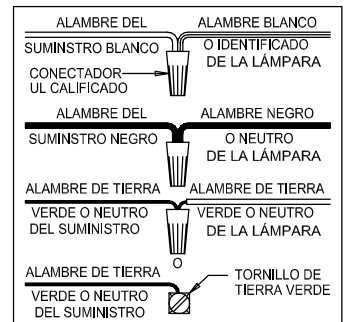 ALAMBRE DEL ALAMBRE BLANCO
SUMINSTRO BLANCO O IDENTIFICADO
DE LA LÁMPARA
CONECTADOR
UL CALIFICADO
ALAMBRE DEL ALAMBRE NEGRO
SUMINSTRO NEGRO O NEUTRO
DE LA LÁMPARA
ALAMBRE DE TIERRA ALAMBRE DE TIERRA
VERDE O NEUTRO VERDE O NEUTRO
DEL SUMINISTRO DE LA LÁMPARA
O
ALAMBRE DE TIERRA TORNILLO DE
TIERRA VERDE
VERDE O NEUTRO
DEL SUMINISTRO